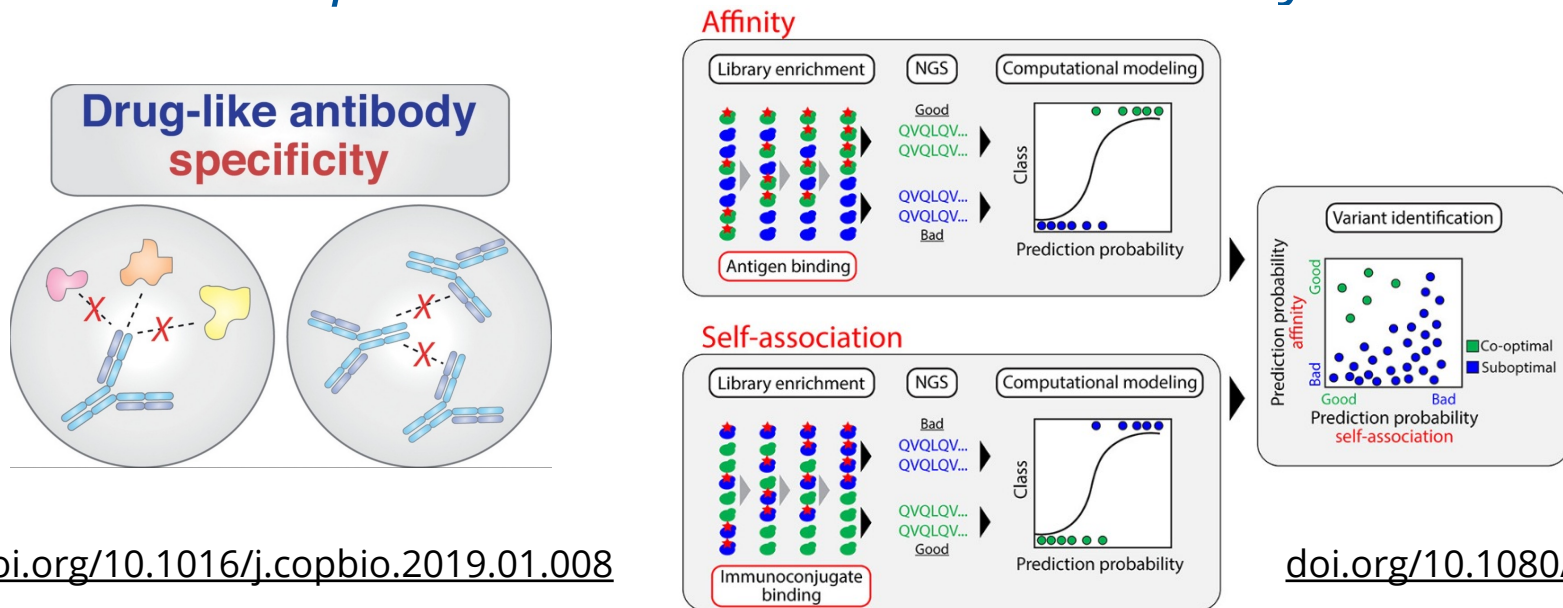 Drug-like antibody
specificity
X
X
X
X
oi.org/10.1016/j.copbio.2019.01.008
Affinity
Library enrichment
NGS
Computational modeling
Good
QVQLQV...
QVQLQV...
QVQLQV...
QVQLQV...
Bad
Class
Prediction probability
Antigen binding
Self-association
Library enrichment
NGS
Computational modeling
Bad
QVQLQV...
QVQLQV...
QVQLQV...
QVQLQV...
Good
Class
Prediction probability
Immunoconjugate
binding
Variant identification
Prediction probability
affinity
Good
Bad
Good
Bad
Prediction probability
self-association
Co-optimal
Suboptimal
doi.org/10.1080/